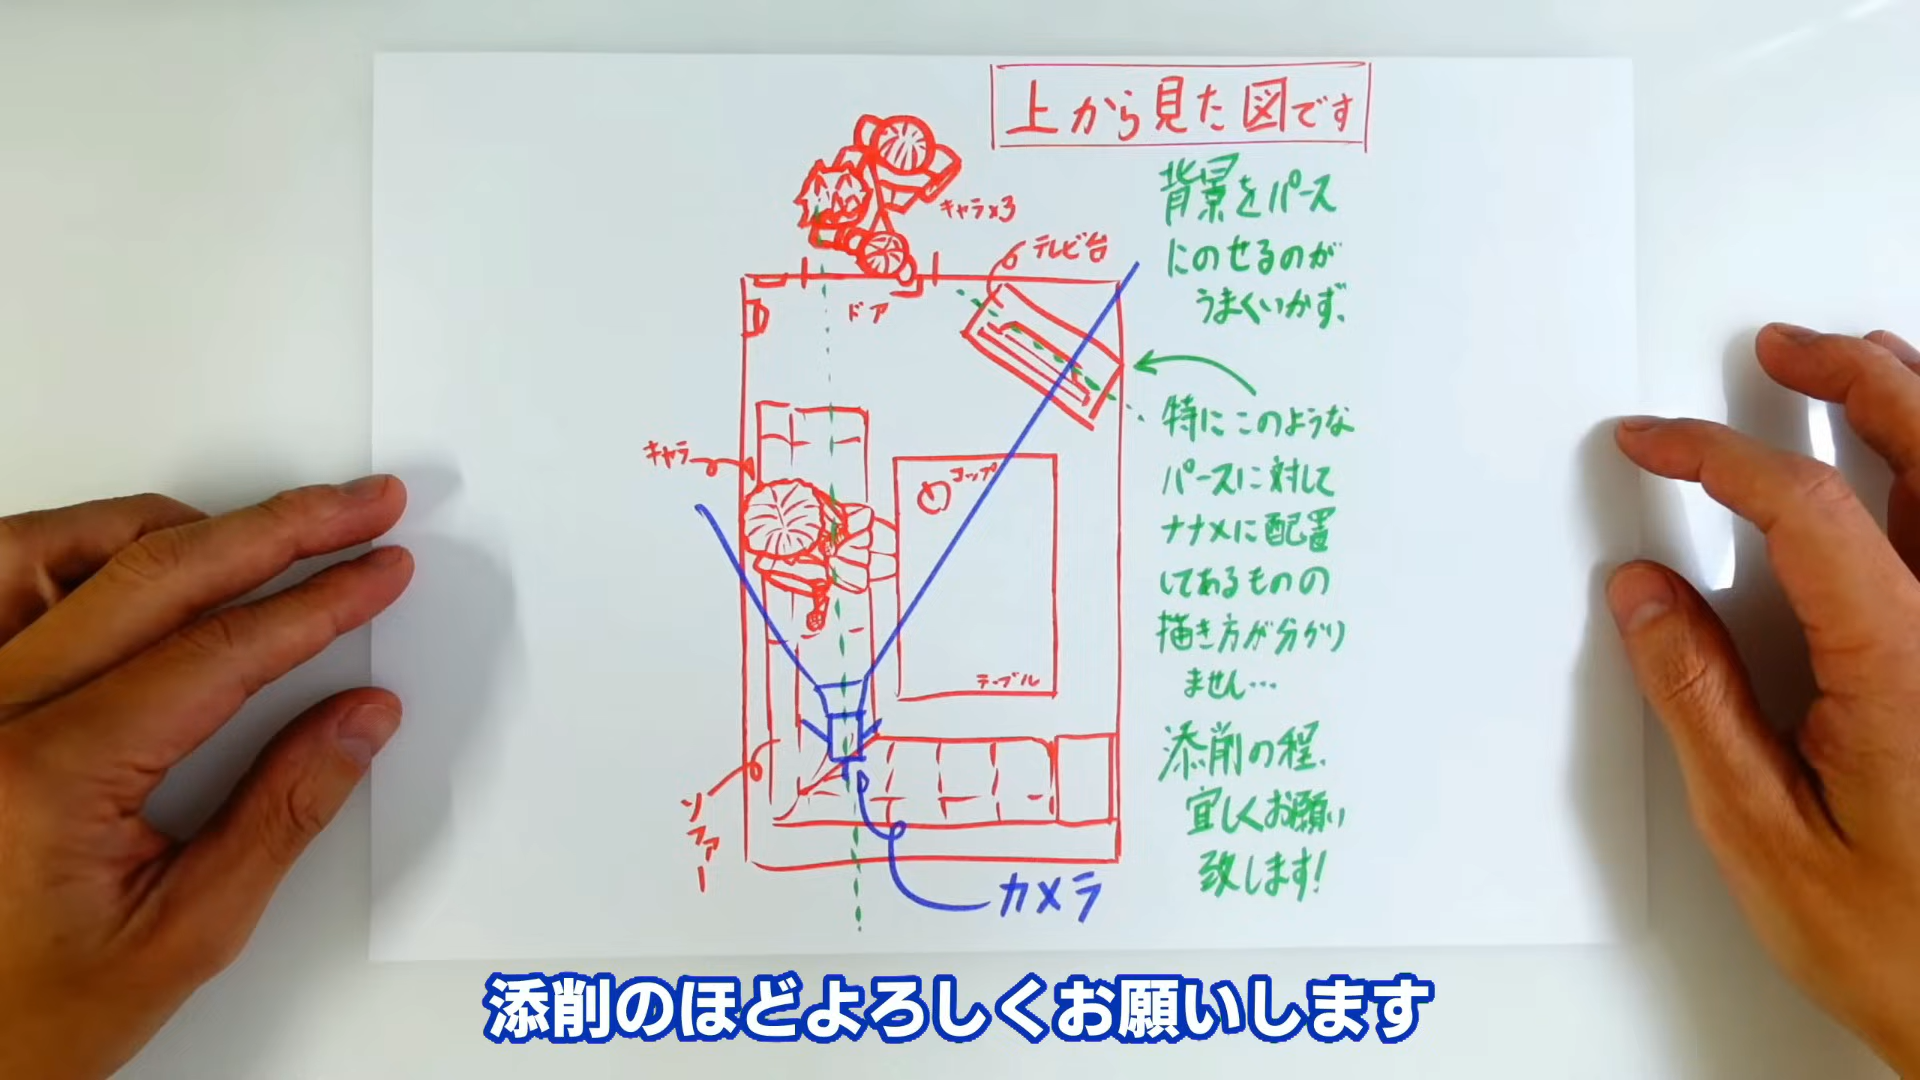 上から見た図です
背景をパース
にのせるのが
うまくいかず、
キャラ×3
テレビ台
ドア
特にこのような
パースに対して
ナナメに配置
してあるものの
描き方が分かり
ません…
キャラ
コップ
テーブル
添削の程、
宜しくお願い
致します!
ソファー
カメラ
添削のほどよろしくお願いします